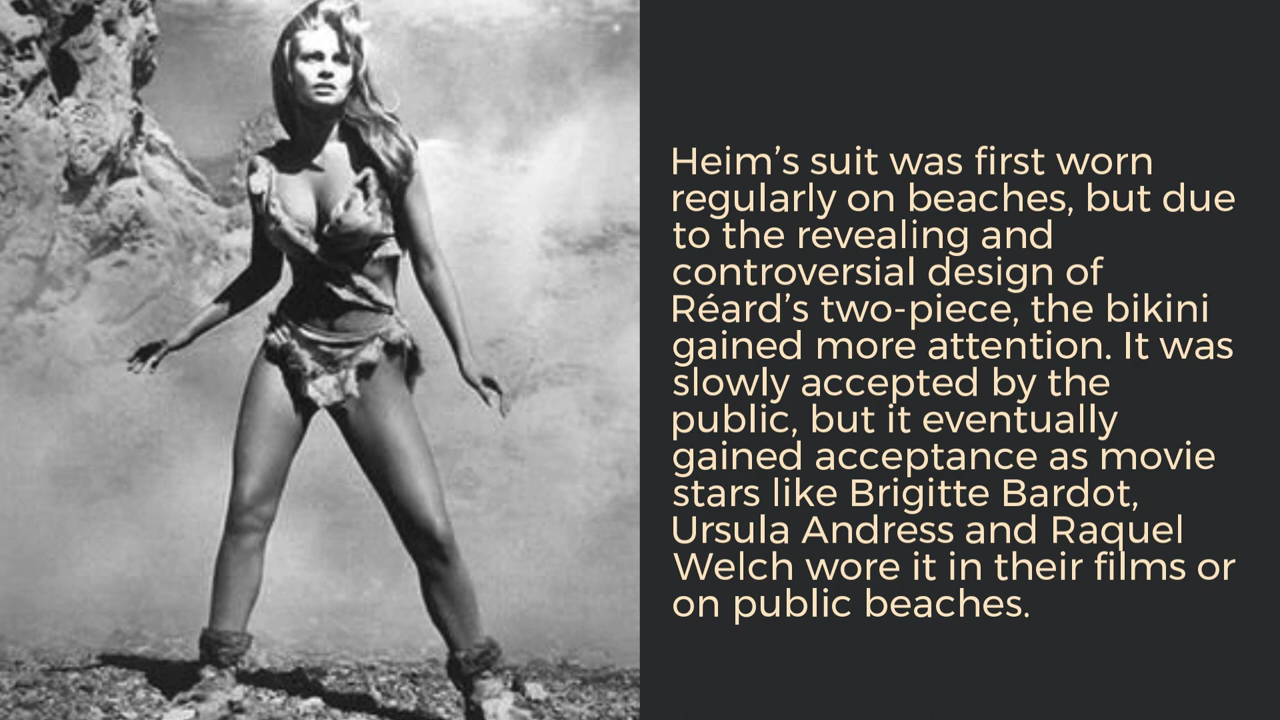 Heim’s suit was first worn
regularly on beaches, but due
to the revealing and
controversial design of
Réard’s two-piece, the bikini
gained more attention. It was
slowly accepted by the
public, but it eventually
gained acceptance as movie
stars like Brigitte Bardot,
Ursula Andress and Raquel
Welch wore it in their films or
on public beaches.